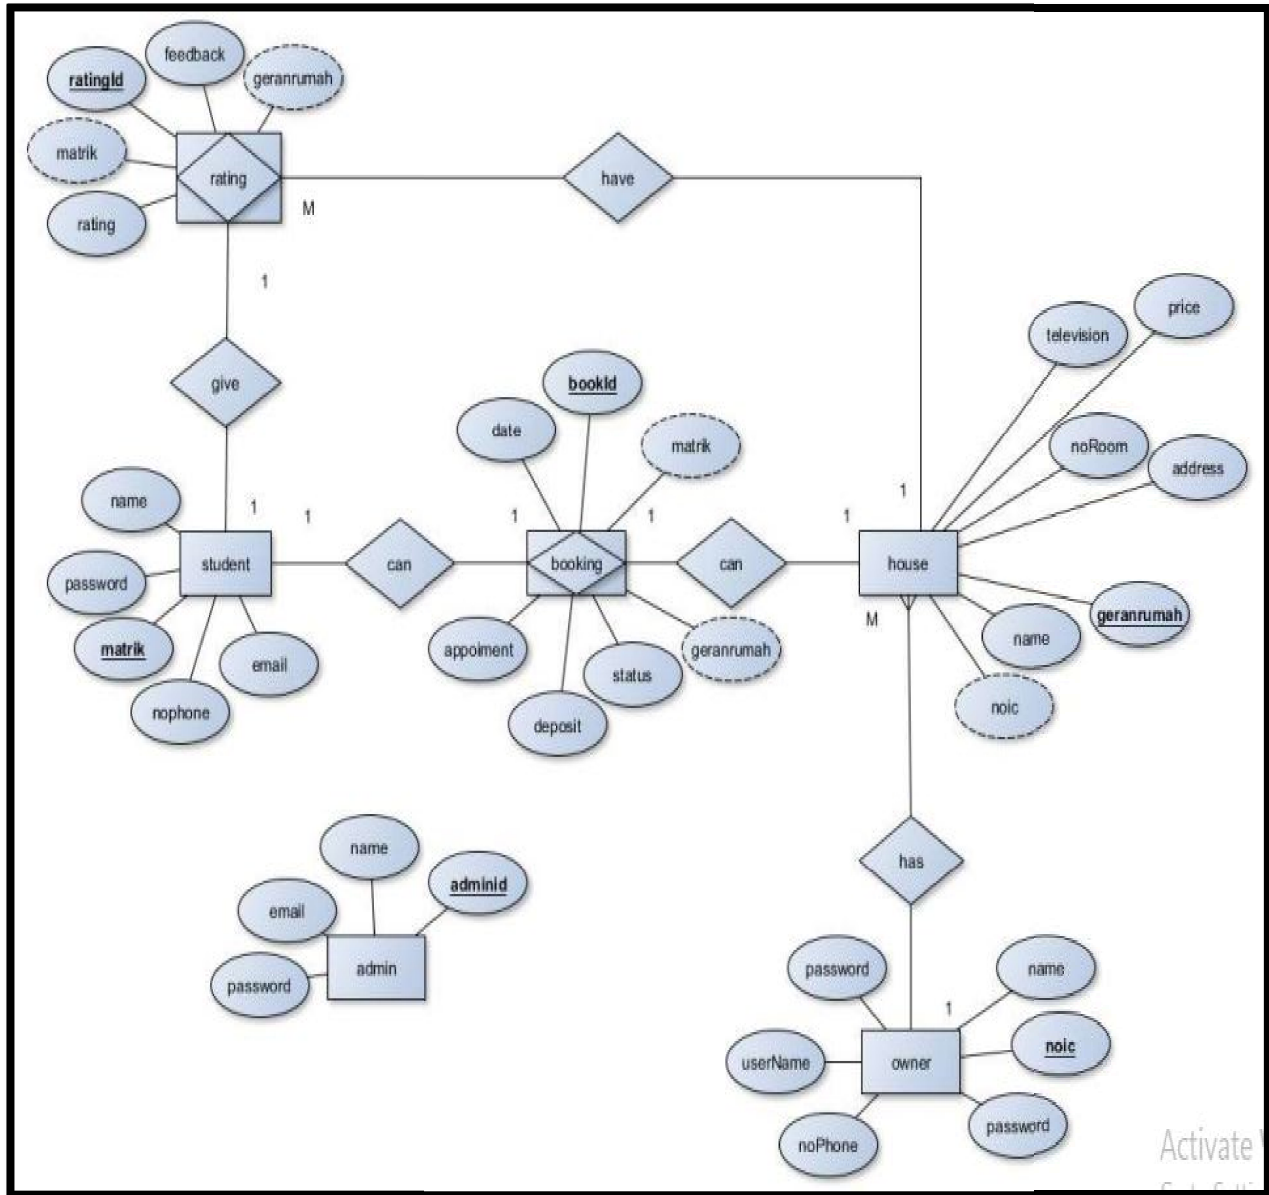 feedback
ratingId
geranrumah
matrik
rating
rating
M
have
1
give
price
television
bookId
date
matrik
noRoom
address
name
1
1
1
1
1
1
student
can
booking
can
house
password
M
geranrumah
matrik
appoiment
geranrumah
name
email
status
noic
nophone
deposit
name
has
adminId
email
admin
password
password
name
1
noic
userName
owner
password
noPhone
Activate